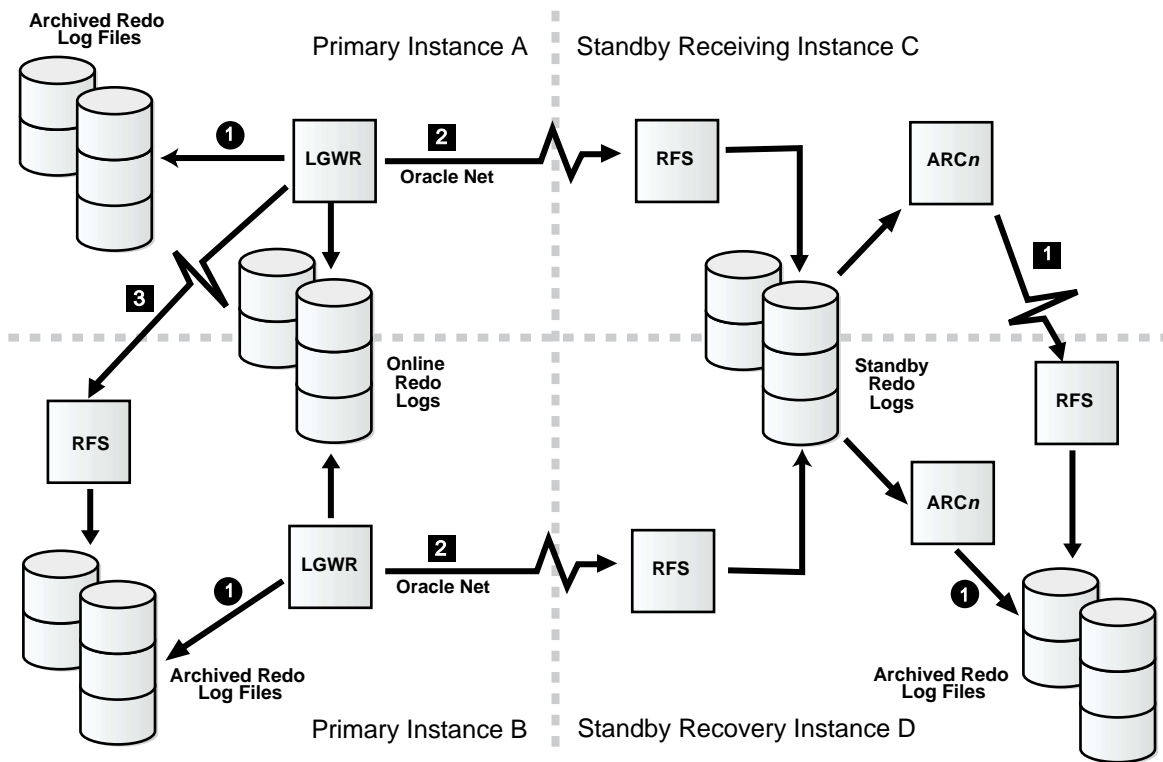 Archived Redo
Log Files
Primary Instance A
Standby Receiving Instance C
1
LGWR
2
Oracle Net
RFS
ARCn
1
3
Online
Redo
Logs
Standby
Redo
Logs
RFS
RFS
ARCn
LGWR
2
Oracle Net
RFS
1
1
Archived Redo
Log Files
Archived Redo
Log Files
Primary Instance B
Standby Recovery Instance D